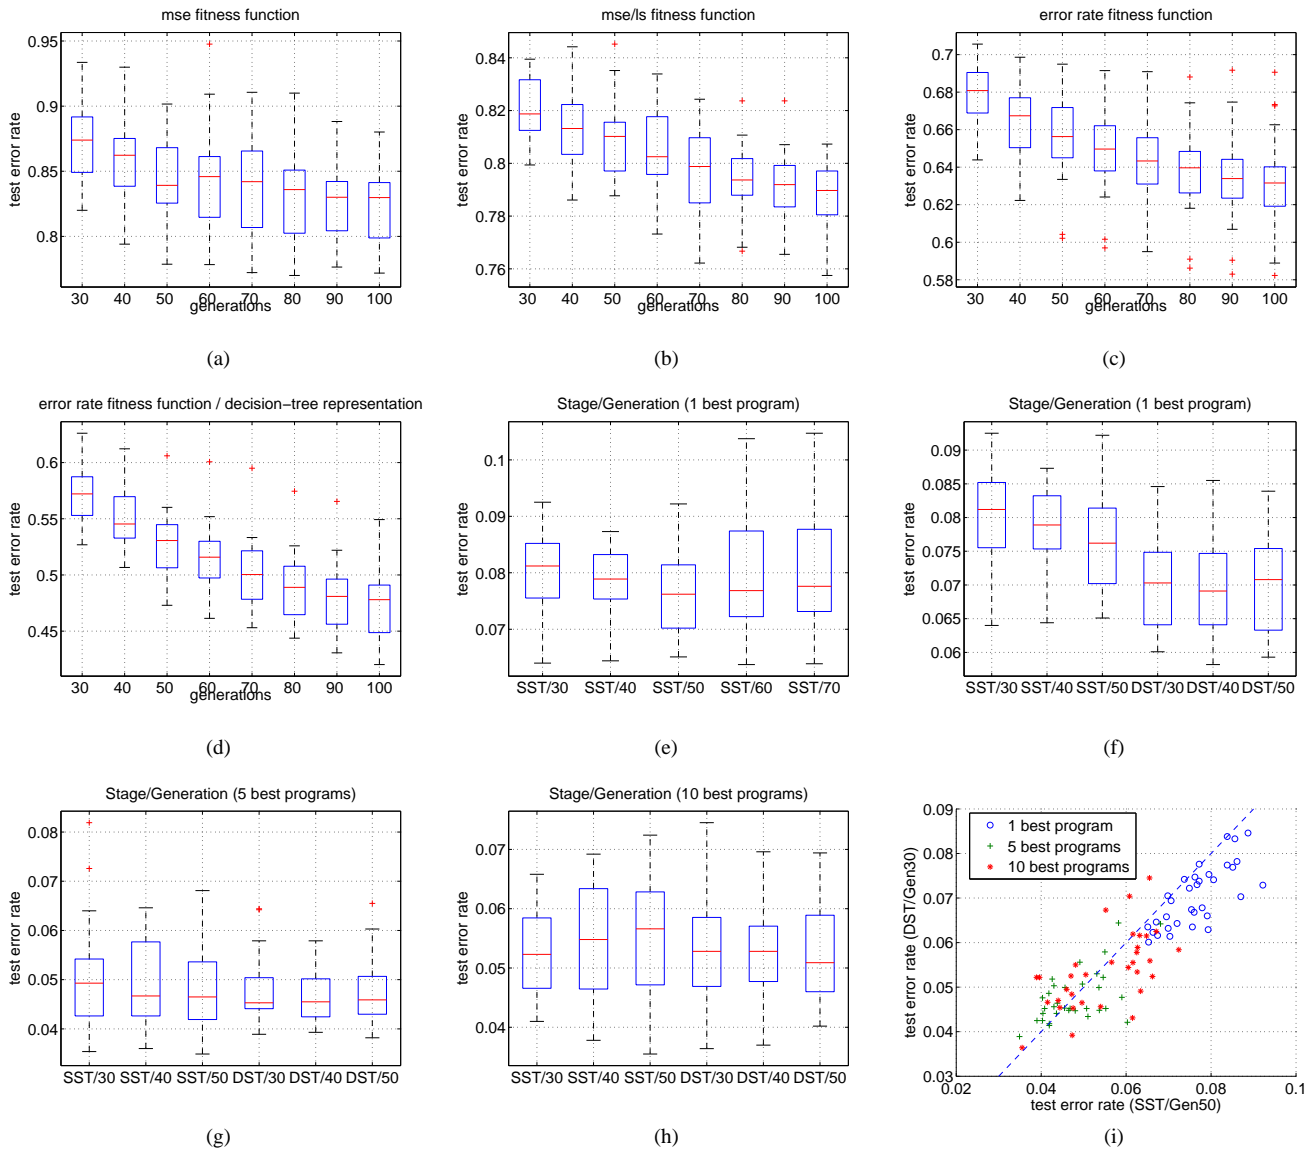 mse fitness function
0.95
0.9
0.85
0.8
test error rate
30 40 50 60 70 80 90 100
generations
(a)
mse/ls fitness function
0.84
0.82
0.8
0.78
0.76
test error rate
30 40 50 60 70 80 90 100
generations
(b)
error rate fitness function
0.7
0.68
0.66
0.64
0.62
0.6
0.58
test error rate
30 40 50 60 70 80 90 100
generations
(c)
error rate fitness function / decision−tree representation
0.6
0.55
0.5
0.45
test error rate
30 40 50 60 70 80 90 100
generations
(d)
Stage/Generation (1 best program)
0.1
0.09
0.08
0.07
test error rate
SST/30 SST/40 SST/50 SST/60 SST/70
(e)
Stage/Generation (1 best program)
0.09
0.085
0.08
0.075
0.07
0.065
0.06
test error rate
SST/30 SST/40 SST/50 DST/30 DST/40 DST/50
(f)
Stage/Generation (5 best programs)
0.08
0.07
0.06
0.05
0.04
test error rate
SST/30 SST/40 SST/50 DST/30 DST/40 DST/50
(g)
Stage/Generation (10 best programs)
0.07
0.06
0.05
0.04
test error rate
SST/30 SST/40 SST/50 DST/30 DST/40 DST/50
(h)
0.09
0.08
0.07
0.06
0.05
0.04
0.03
test error rate (DST/Gen30)
1 best program
5 best programs
10 best programs
0.02 0.04 0.06 0.08 0.1
test error rate (SST/Gen50)
(i)